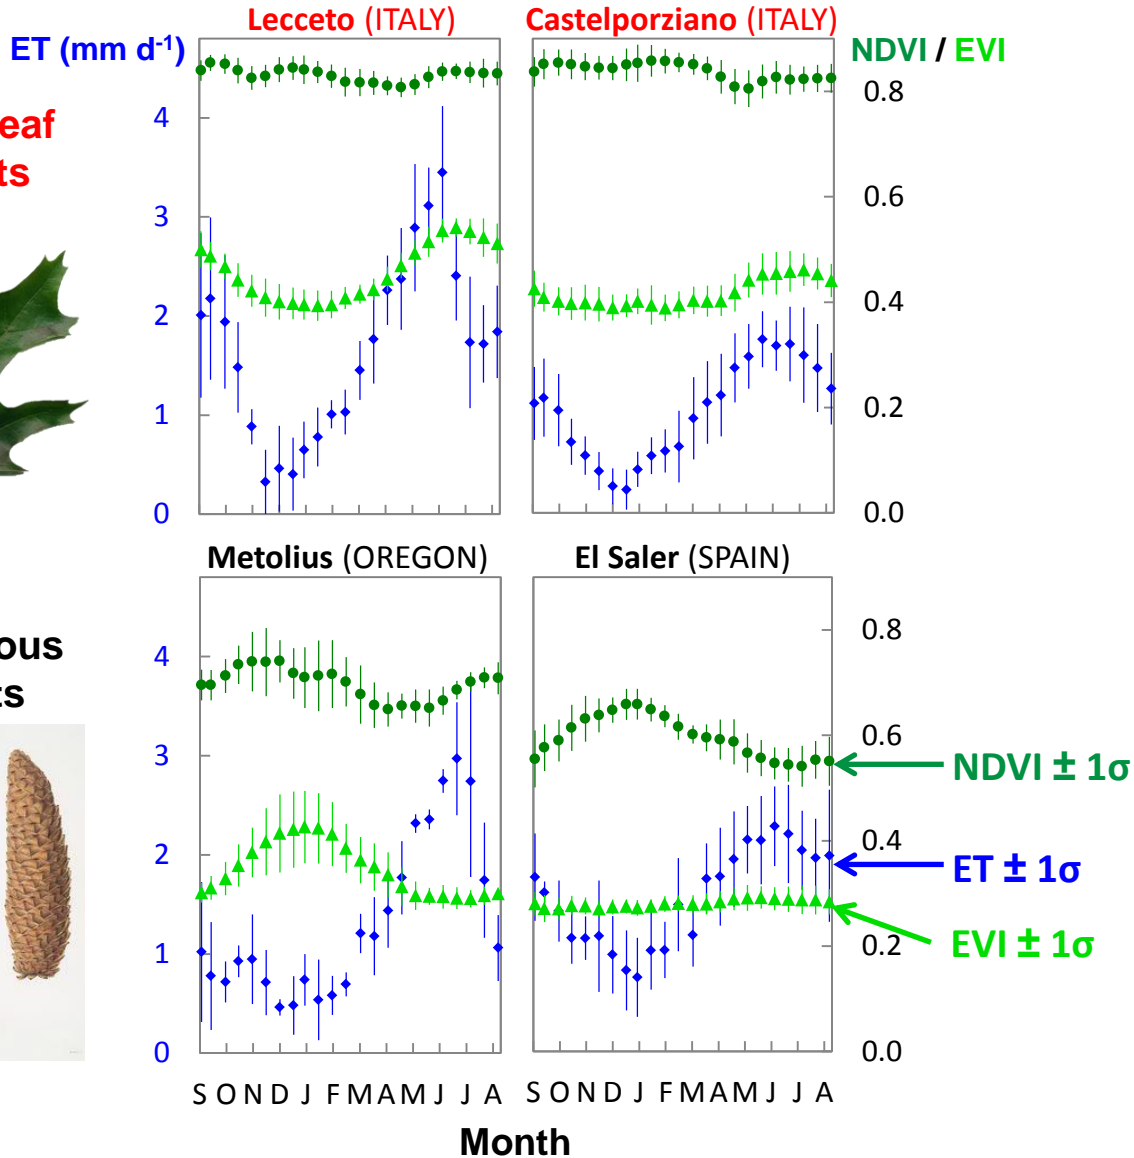 Lecceto (ITALY)
Castelporziano (ITALY)
ET (mm d-1)
NDVI / EVI
eaf
ts
4
3
2
1
0
0.8
0.6
0.4
0.2
0.0
Metolius (OREGON)
El Saler (SPAIN)
ous
ts
4
3
2
1
0
0.8
0.6
0.4
0.2
0.0
NDVI ± 1σ
ET ± 1σ
EVI ± 1σ
S O N D J F M A M J J A
S O N D J F M A M J J A
Month